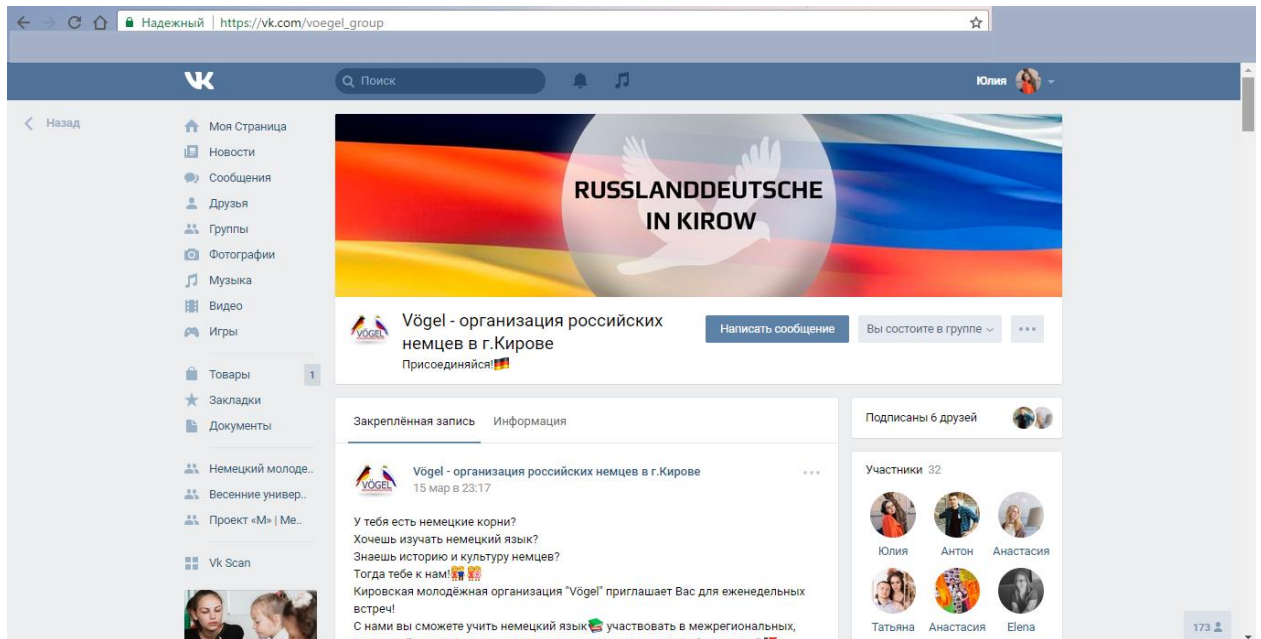 Надежный | https://vk.com/voegel_group
Поиск
Юлия
Назад
Моя Страница
Новости
Сообщения
Друзья
Группы
Фотографии
Музыка
Видео
Игры
Товары 1
Закладки
Документы
Немецкий молоде..
Весенние универ..
Проект «М» | Ме..
Vk Scan
RUSSLANDDEUTSCHE
IN KIROW
VÖGEL
Vögel - организация российских
немцев в г.Кирове
Присоединяйся!
Написать сообщение
Вы состоите в группе
Закреплённая запись Информация
VÖGEL
Vögel - организация российских немцев в г.Кирове
15 мар в 23:17
У тебя есть немецкие корни?
Хочешь изучать немецкий язык?
Знаешь историю и культуру немцев?
Тогда тебе к нам!
Кировская молодёжная организация "Vögel" приглашает Вас для еженедельных
встреч!
С нами вы сможете учить немецкий язык участвовать в межрегиональных,
Подписаны 6 друзей
Участники 32
Юлия Антон Анастасия
Татьяна Анастасия Elena
173